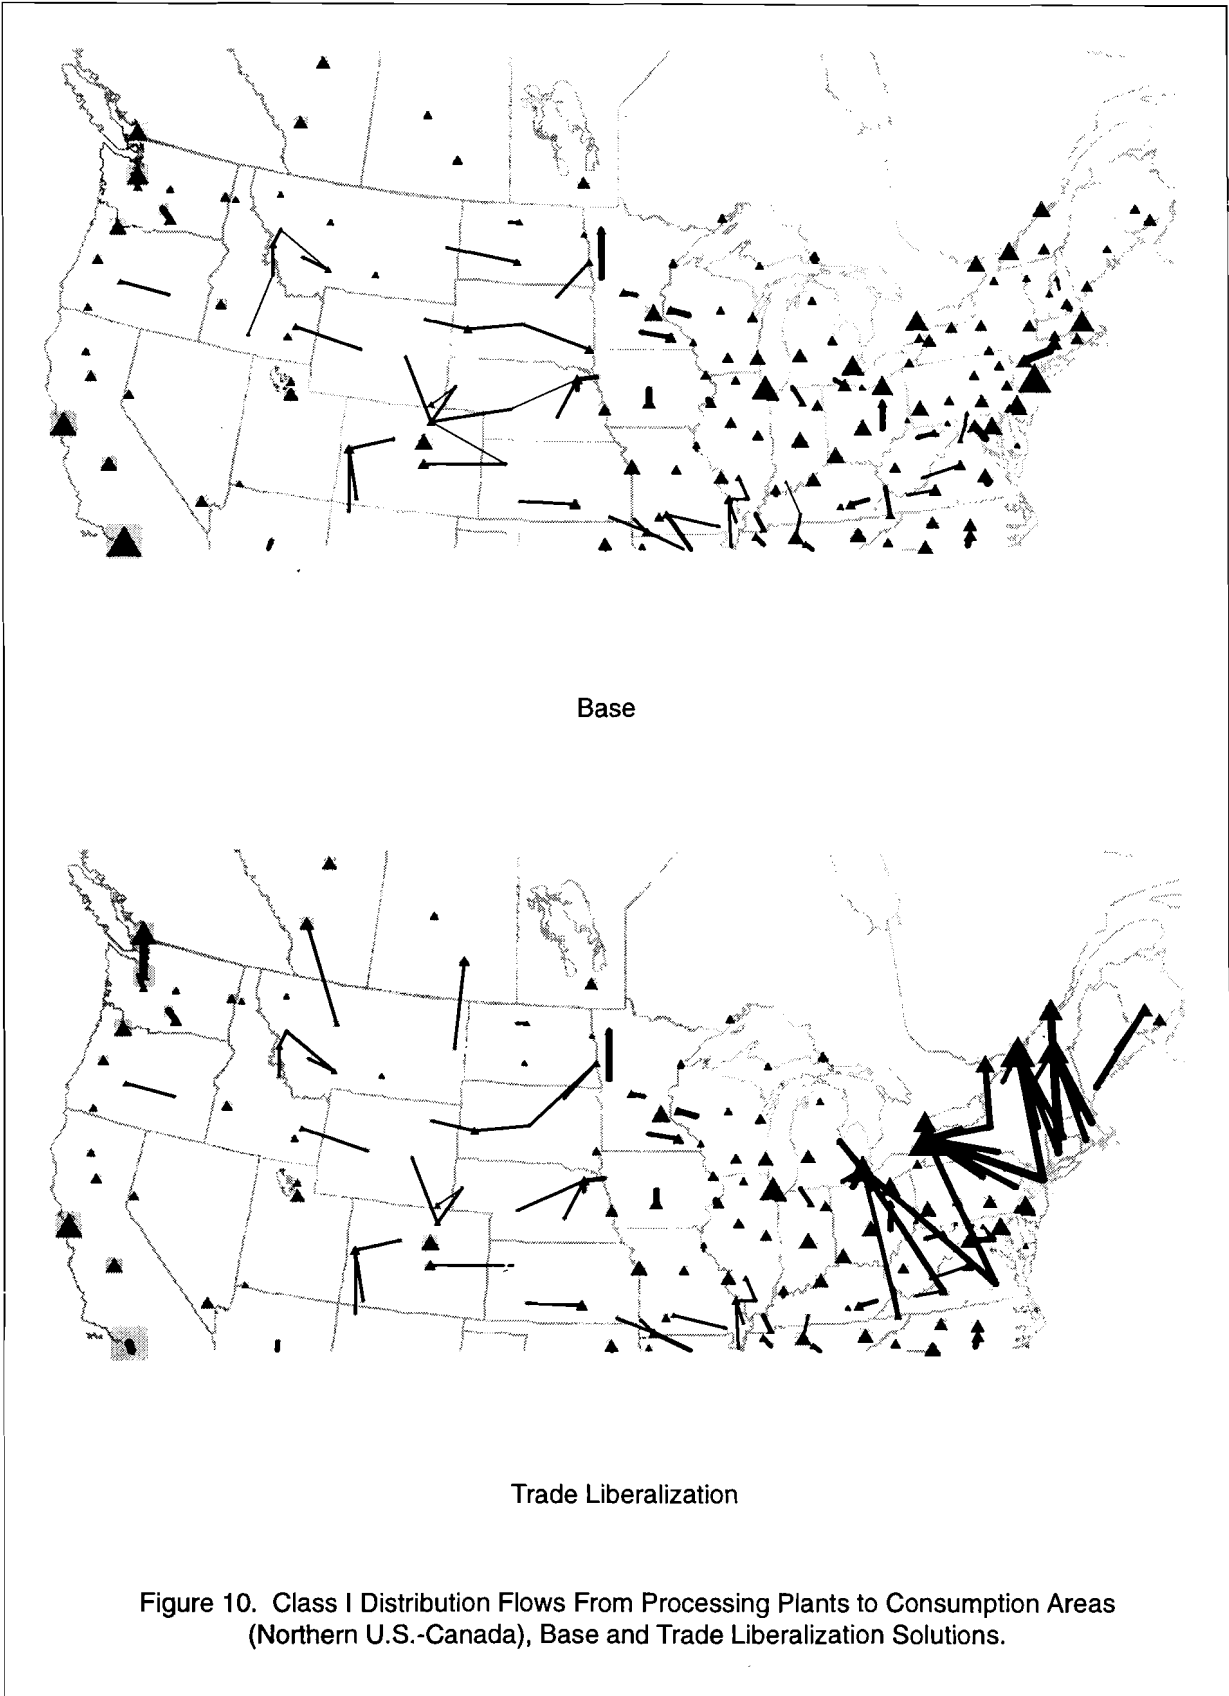 Base
Trade Liberalization
Figure 10. Class I Distribution Flows From Processing Plants to Consumption Areas
(Northern U.S.-Canada), Base and Trade Liberalization Solutions.